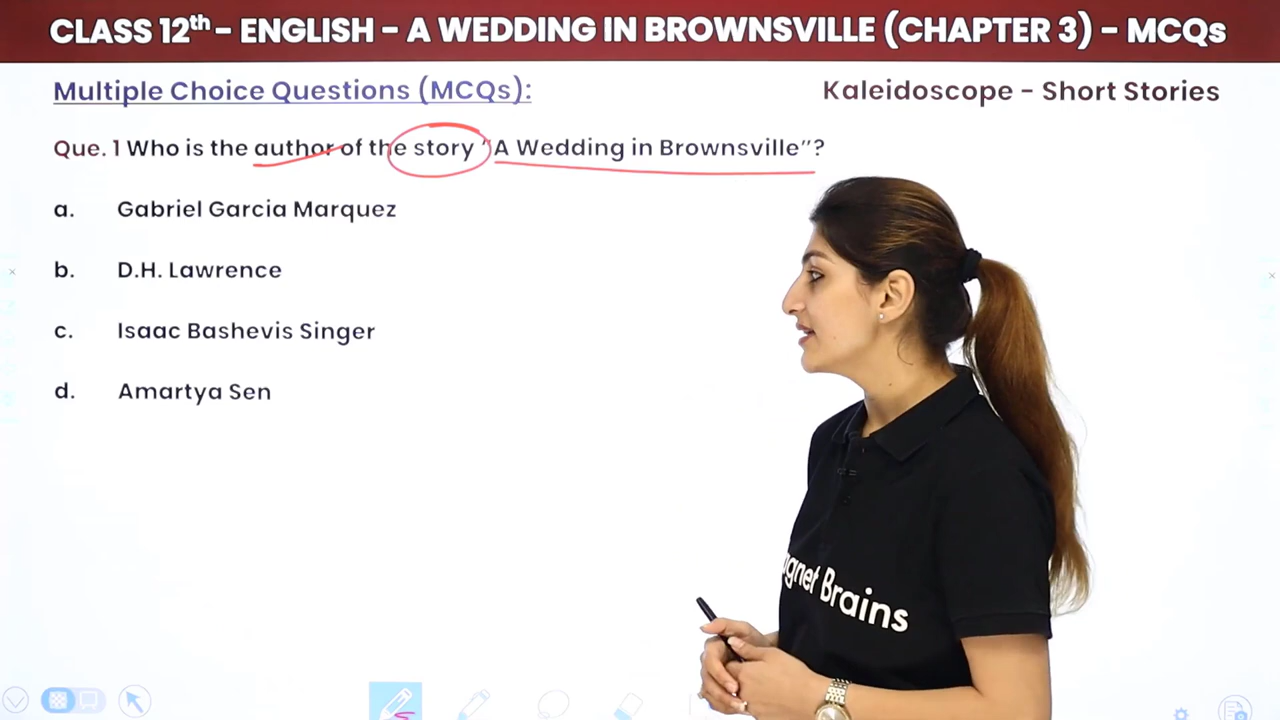 CLASS 12th – ENGLISH – A WEDDING IN BROWNSVILLE (CHAPTER 3) – MCQs
Multiple Choice Questions (MCQs):
Kaleidoscope - Short Stories
Que. 1 Who is the author of the story "A Wedding in Brownsville"?
a. Gabriel Garcia Marquez
b. D.H. Lawrence
c. Isaac Bashevis Singer
d. Amartya Sen
Brains